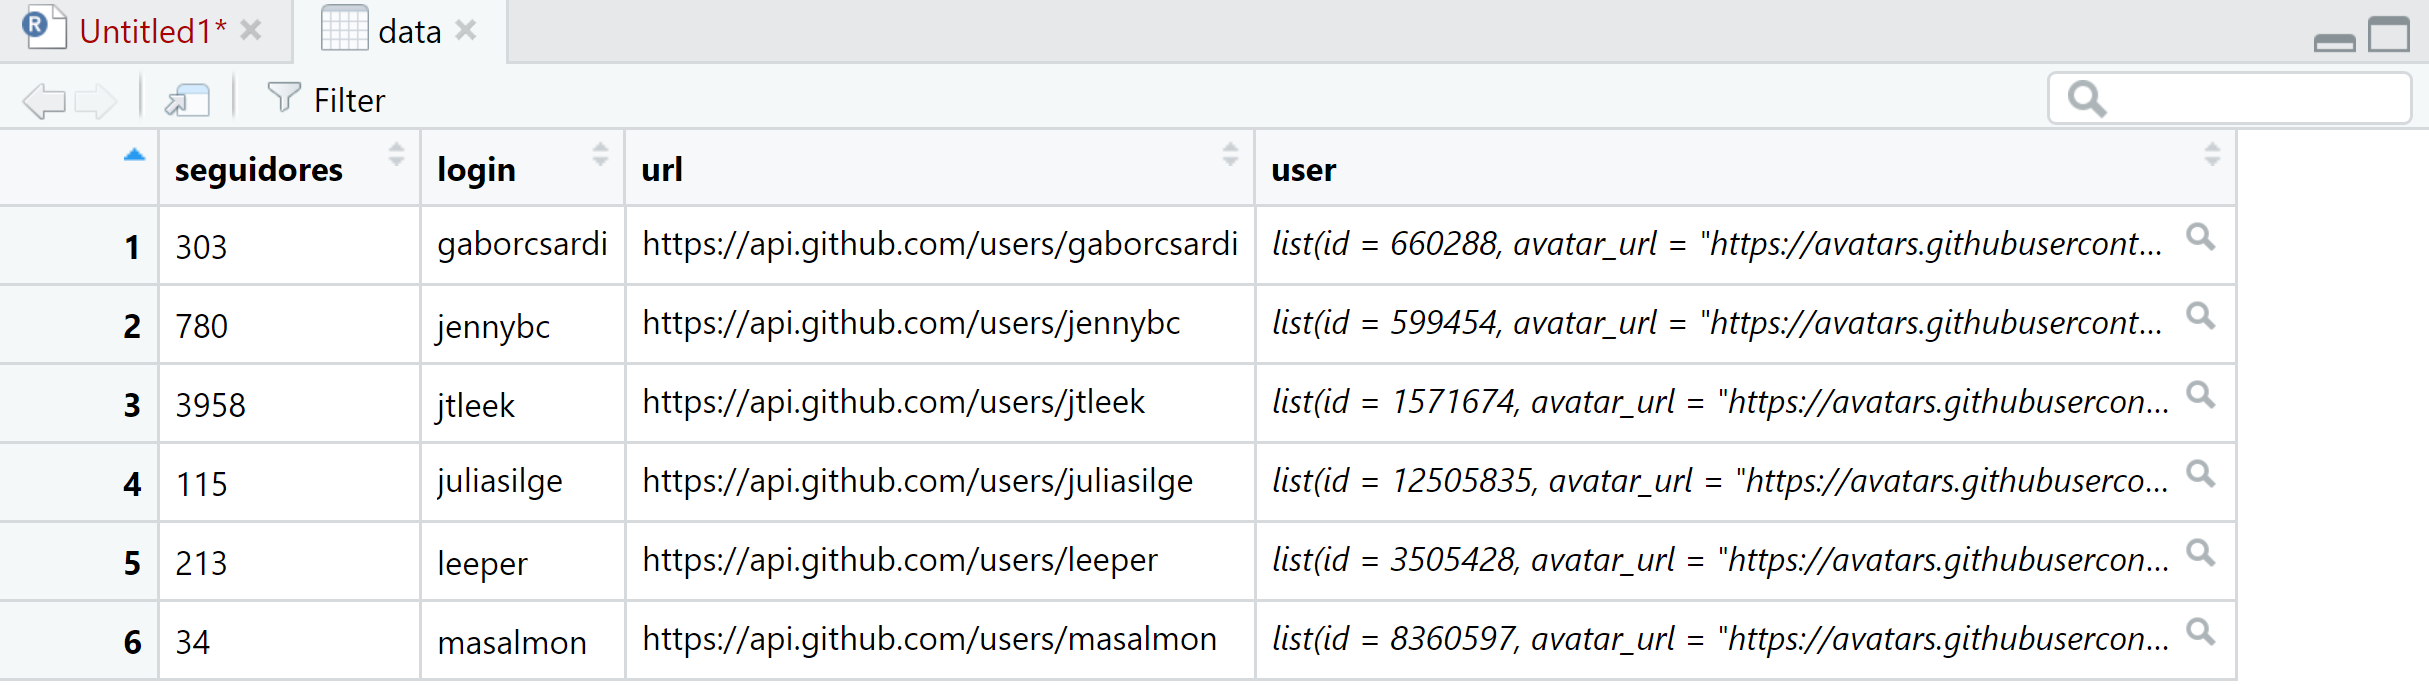 Untitled1* data
Filter
seguidores login url user
1 303 gaborcsardi https://api.github.com/users/gaborcsardi list(id = 660288, avatar_url = "https://avatars.githubusercont...
2 780 jennybc https://api.github.com/users/jennybc list(id = 599454, avatar_url = "https://avatars.githubusercont...
3 3958 jtleek https://api.github.com/users/jtleek list(id = 1571674, avatar_url = "https://avatars.githubusercon...
4 115 juliasilge https://api.github.com/users/juliasilge list(id = 12505835, avatar_url = "https://avatars.githubuserco...
5 213 leeper https://api.github.com/users/leeper list(id = 3505428, avatar_url = "https://avatars.githubusercon...
6 34 masalmon https://api.github.com/users/masalmon list(id = 8360597, avatar_url = "https://avatars.githubusercon...